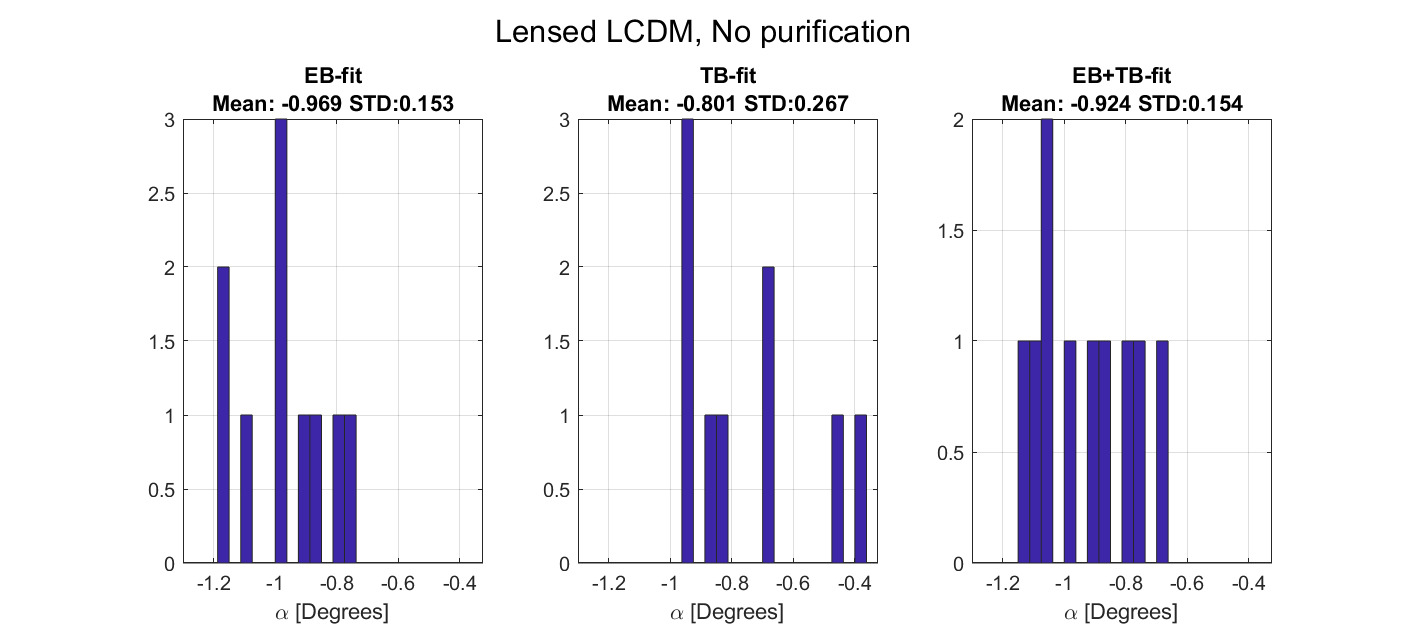 Lensed LCDM, No purification
EB-fit
Mean: -0.969 STD:0.153
3
2.5
2
1.5
1
0.5
0
-1.2 -1 -0.8 -0.6 -0.4
α [Degrees]
TB-fit
Mean: -0.801 STD:0.267
3
2.5
2
1.5
1
0.5
0
-1.2 -1 -0.8 -0.6 -0.4
α [Degrees]
EB+TB-fit
Mean: -0.924 STD:0.154
2
1.5
1
0.5
0
-1.2 -1 -0.8 -0.6 -0.4
α [Degrees]